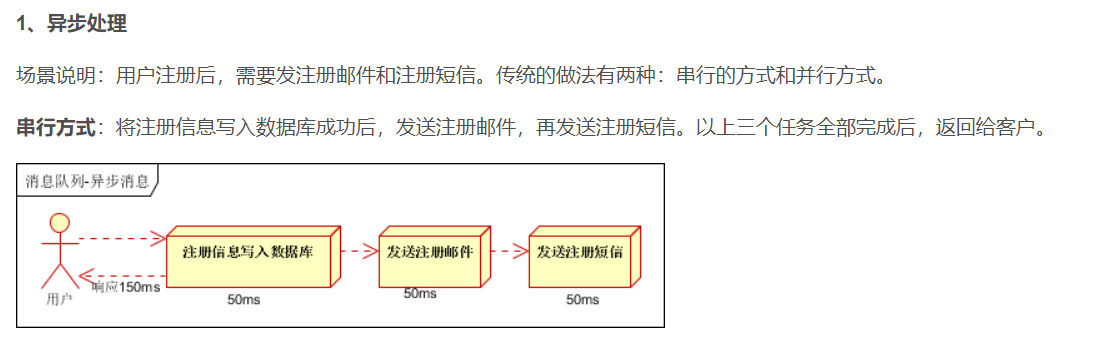 1、异步处理
场景说明：用户注册后，需要发注册邮件和注册短信。传统的做法有两种：串行的方式和并行方式。
串行方式：将注册信息写入数据库成功后，发送注册邮件，再发送注册短信。以上三个任务全部完成后，返回给客户。
消息队列-异步消息
注册信息写入数据库
发送注册邮件
发送注册短信
响应150ms
用户
50ms
50ms
50ms